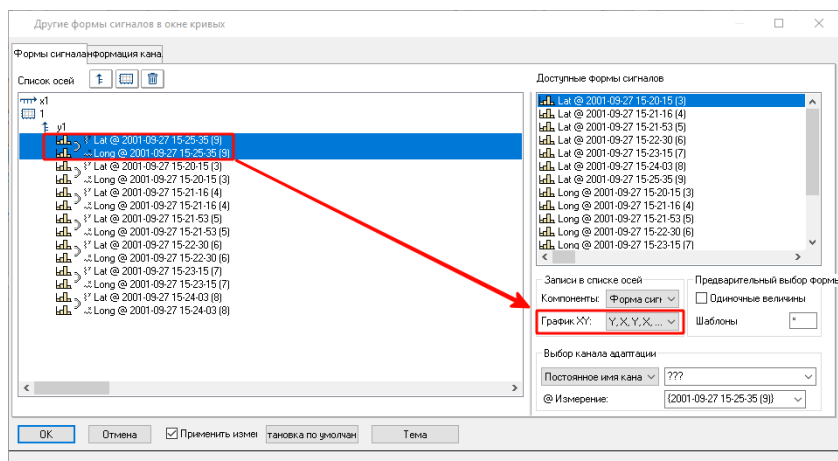 Другие формы сигналов в окне кривых
Формы сигнала
нформация кана
Список осей
Доступные формы сигналов
x1
1
y1
Lat @ 2001-09-27 15-25-35 (9)
Long @ 2001-09-27 15-25-35 (9)
Lat @ 2001-09-27 15-20-15 (3)
Long @ 2001-09-27 15-20-15 (3)
Lat @ 2001-09-27 15-21-16 (4)
Long @ 2001-09-27 15-21-16 (4)
Lat @ 2001-09-27 15-21-53 (5)
Long @ 2001-09-27 15-21-53 (5)
Lat @ 2001-09-27 15-22-30 (6)
Long @ 2001-09-27 15-22-30 (6)
Lat @ 2001-09-27 15-23-15 (7)
Long @ 2001-09-27 15-23-15 (7)
Lat @ 2001-09-27 15-24-03 (8)
Long @ 2001-09-27 15-24-03 (8)
Lat @ 2001-09-27 15-20-15 (3)
Lat @ 2001-09-27 15-21-16 (4)
Lat @ 2001-09-27 15-21-53 (5)
Lat @ 2001-09-27 15-22-30 (6)
Lat @ 2001-09-27 15-23-15 (7)
Lat @ 2001-09-27 15-24-03 (8)
Lat @ 2001-09-27 15-25-35 (9)
Long @ 2001-09-27 15-20-15 (3)
Long @ 2001-09-27 15-21-16 (4)
Long @ 2001-09-27 15-21-53 (5)
Long @ 2001-09-27 15-22-30 (6)
Long @ 2001-09-27 15-23-15 (7)
Записи в списке осей
Компоненты: Форма сигн
График XY: Y,X,Y,X, ...
Предварительный выбор формы
Одиночные величины
Шаблоны *
Выбор канала адаптации
Постоянное имя кана ???
@ Измерение: {2001-09-27 15-25-35 (9)}
OK Отмена Применить измен тановка по умолчан Тема